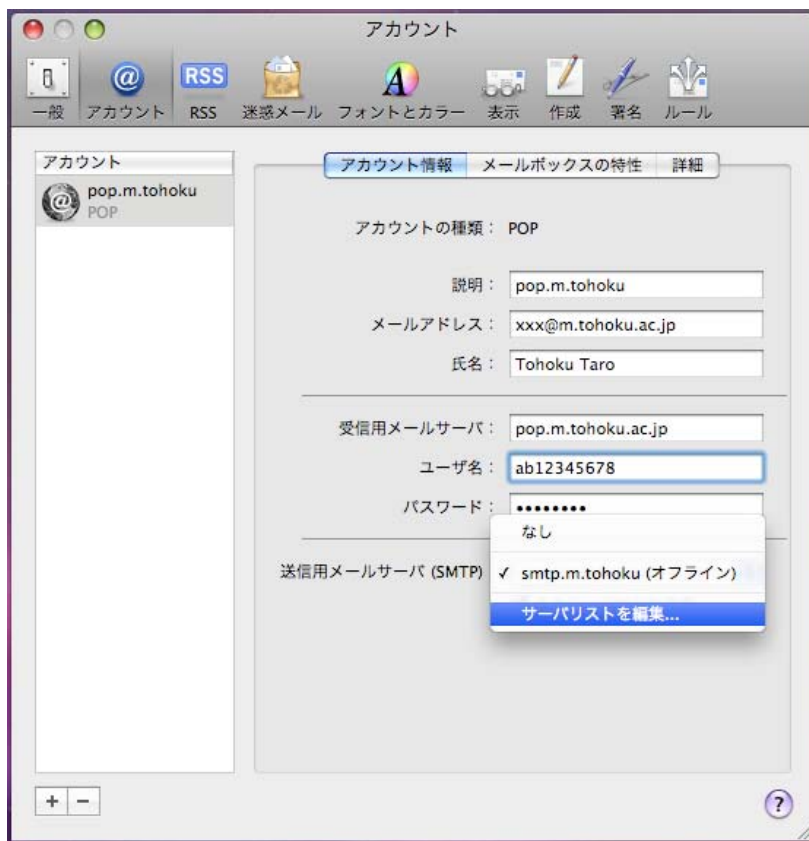 アカウント
一般 アカウント RSS RSS 迷惑メール フォントとカラー 表示 作成 署名 ルール
アカウント
pop.m.tohoku
POP
アカウント情報 メールボックスの特性 詳細
アカウントの種類： POP
説明： pop.m.tohoku
メールアドレス： xxx@m.tohoku.ac.jp
氏名： Tohoku Taro
受信用メールサーバ： pop.m.tohoku.ac.jp
ユーザ名： ab12345678
パスワード： ••••••••
なし
送信用メールサーバ (SMTP) ✓ smtp.m.tohoku (オフライン)
サーバリストを編集...
+ − ?